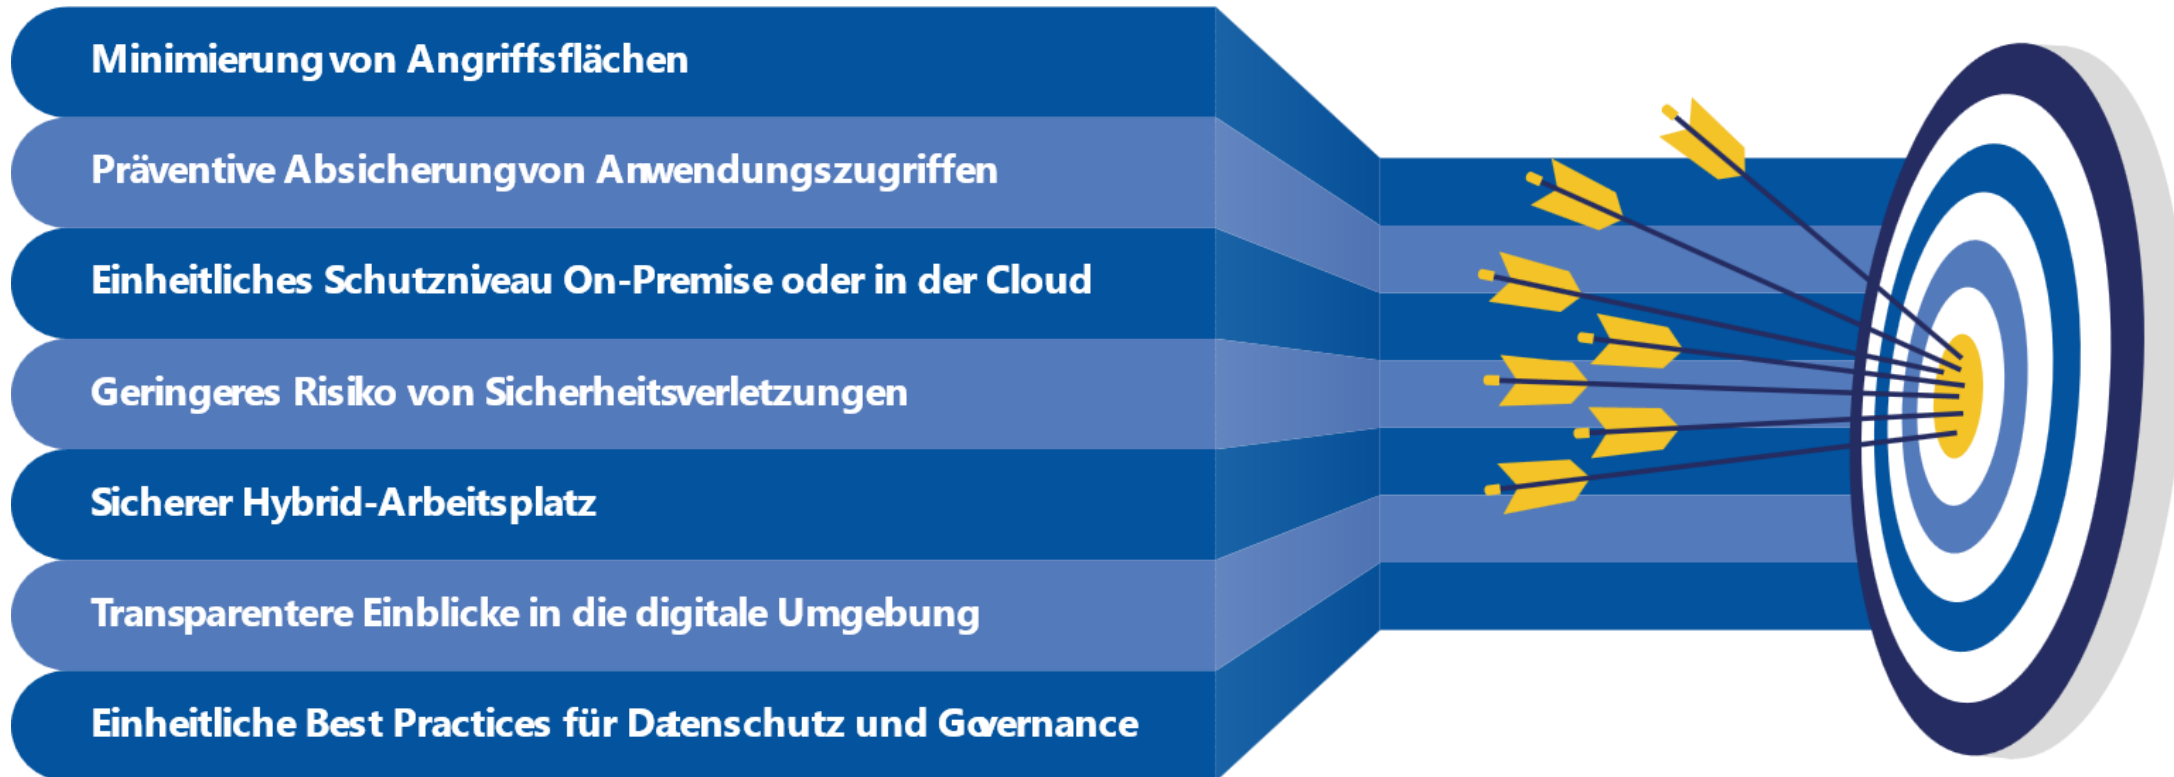 Minimierung von Angriffsflächen
Präventive Absicherung von Anwendungszugriffen
Einheitliches Schutzniveau On-Premise oder in der Cloud
Geringeres Risiko von Sicherheitsverletzungen
Sicherer Hybrid-Arbeitsplatz
Transparentere Einblicke in die digitale Umgebung
Einheitliche Best Practices für Datenschutz und Governance